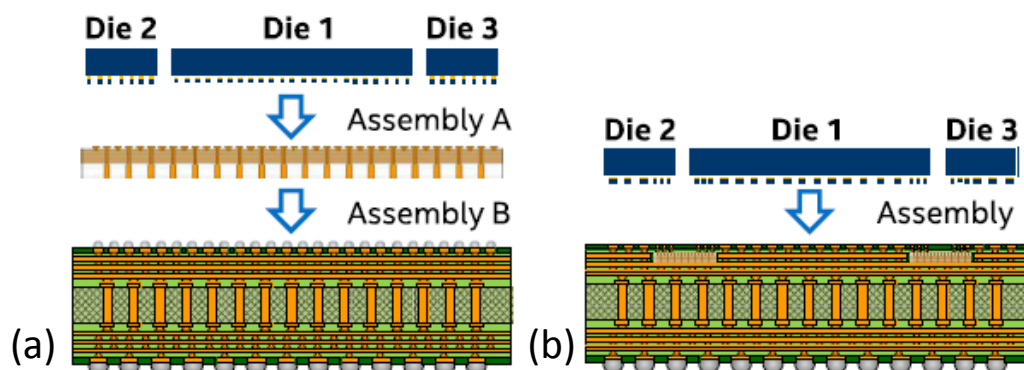 Die 2 Die 1 Die 3
Assembly A
Assembly B
(a)
Die 2 Die 1 Die 3
Assembly
(b)